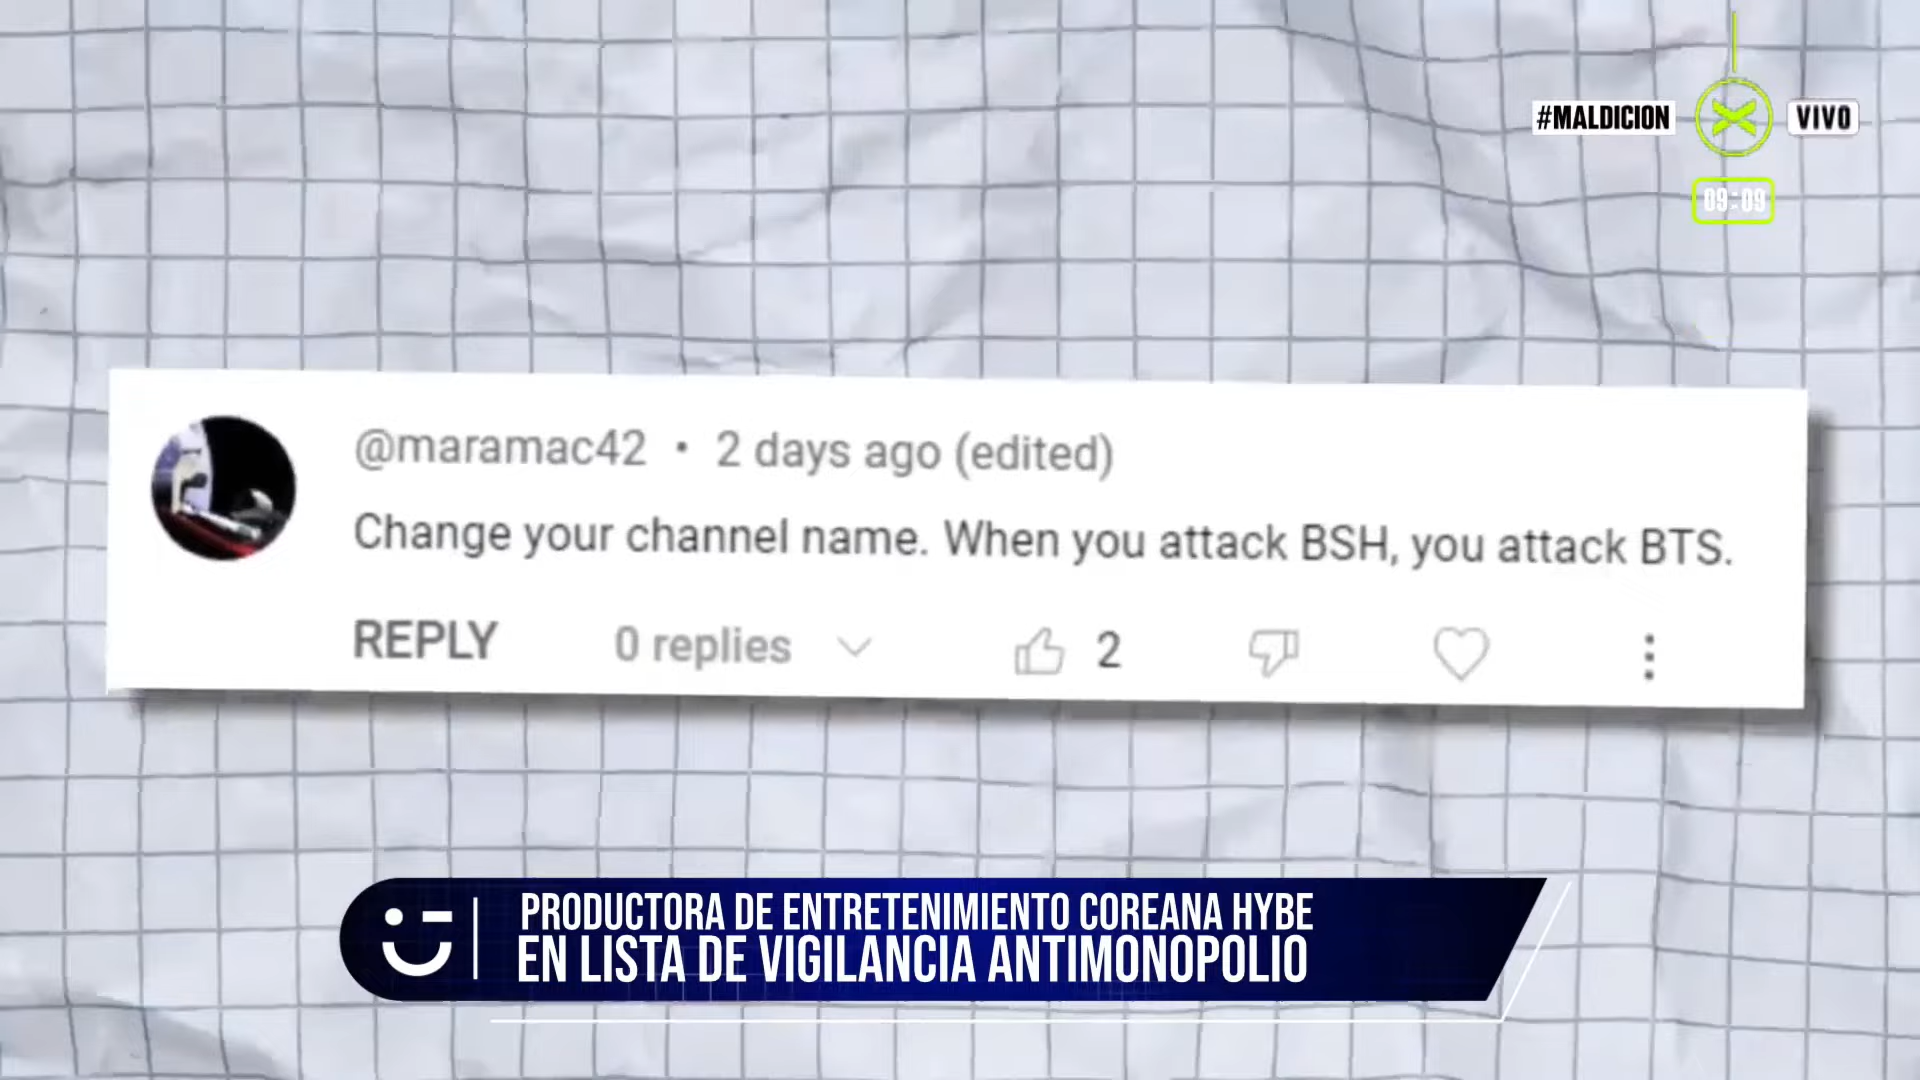 #MALDICION
VIVO
09:09
@maramac42 • 2 days ago (edited)
Change your channel name. When you attack BSH, you attack BTS.
REPLY 0 replies 2
PRODUCTORA DE ENTRETENIMIENTO COREANA HYBE
EN LISTA DE VIGILANCIA ANTIMONOPOLIO